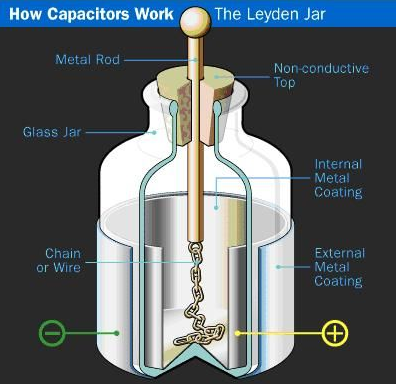 How Capacitors Work The Leyden Jar
Metal Rod
Non-conductive
Top
Glass Jar
Internal
Metal
Coating
Chain
or Wire
External
Metal
Coating
−
+